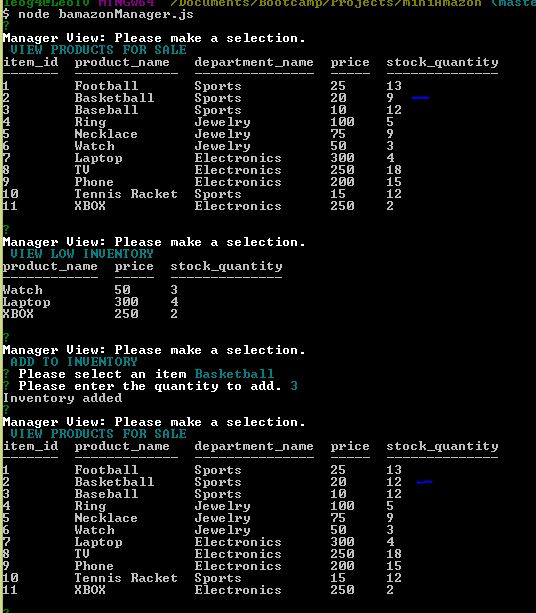 leog4@LeoIV MINGW64 ~/Documents/Bootcamp/Projects/miniAmazon (maste
$ node bamazonManager.js
?
Manager View: Please make a selection.
VIEW PRODUCTS FOR SALE
item_id product_name department_name price stock_quantity
------- ------------ --------------- ----- --------------
1 Football Sports 25 13
2 Basketball Sports 20 9
3 Baseball Sports 10 12
4 Ring Jewelry 100 5
5 Necklace Jewelry 75 9
6 Watch Jewelry 50 3
7 Laptop Electronics 300 4
8 TV Electronics 250 18
9 Phone Electronics 200 15
10 Tennis Racket Sports 15 12
11 XBOX Electronics 250 2
?
Manager View: Please make a selection.
VIEW LOW INVENTORY
product_name price stock_quantity
------------ ----- --------------
Watch 50 3
Laptop 300 4
XBOX 250 2
?
Manager View: Please make a selection.
ADD TO INVENTORY
? Please select an item Basketball
? Please enter the quantity to add. 3
Inventory added
?
Manager View: Please make a selection.
VIEW PRODUCTS FOR SALE
item_id product_name department_name price stock_quantity
------- ------------ --------------- ----- --------------
1 Football Sports 25 13
2 Basketball Sports 20 12
3 Baseball Sports 10 12
4 Ring Jewelry 100 5
5 Necklace Jewelry 75 9
6 Watch Jewelry 50 3
7 Laptop Electronics 300 4
8 TV Electronics 250 18
9 Phone Electronics 200 15
10 Tennis Racket Sports 15 12
11 XBOX Electronics 250 2
?